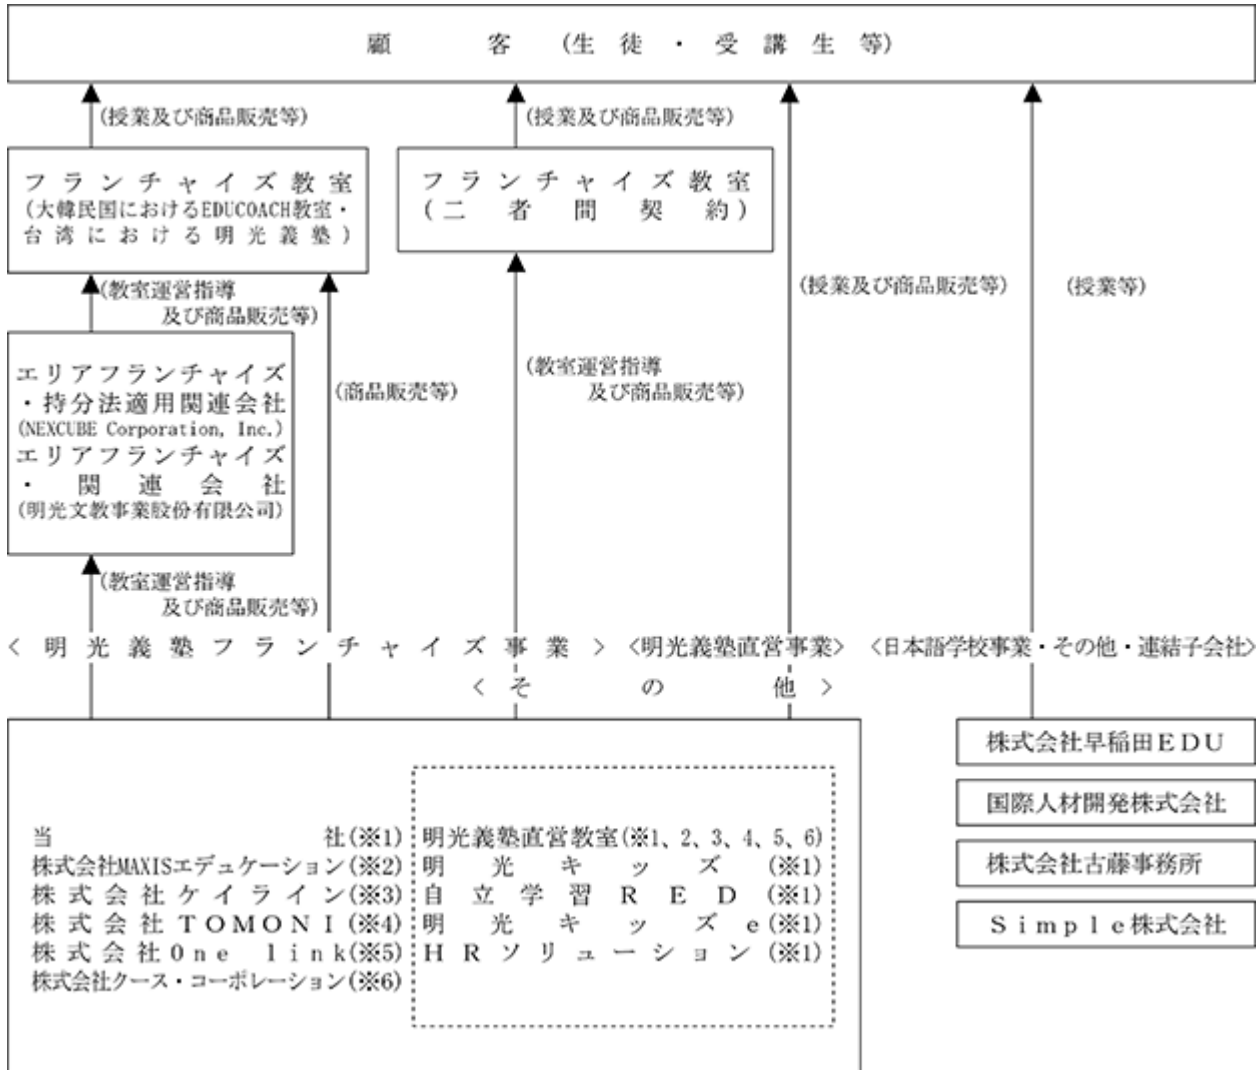 顧客(生徒・受講生等)
(授業及び商品販売等)
(授業及び商品販売等)
フランチャイズ教室
(大韓民国におけるEDUCOACH教室・
台湾における明光義塾)
フランチャイズ教室
(二者間契約)
(教室運営指導
及び商品販売等)
(授業及び商品販売等)
(授業等)
エリアフランチャイズ
・持分法適用関連会社
(NEXCUBE Corporation, Inc.)
エリアフランチャイズ
・関連会社
(明光文教事業股份有限公司)
(商品販売等)
(教室運営指導
及び商品販売等)
(教室運営指導
及び商品販売等)
<明光義塾フランチャイズ事業>
<明光義塾直営事業>
<日本語学校事業・その他・連結子会社>
<その他>
当社(※1)
株式会社MAXISエデュケーション(※2)
株式会社ケイライン(※3)
株式会社TOMONI(※4)
株式会社One link(※5)
株式会社クース・コーポレーション(※6)
明光義塾直営教室(※1、2、3、4、5、6)
明光キッズ(※1)
自立学習RED(※1)
明光キッズe(※1)
HRソリューション(※1)
株式会社早稲田EDU
国際人材開発株式会社
株式会社古藤事務所
Simple株式会社